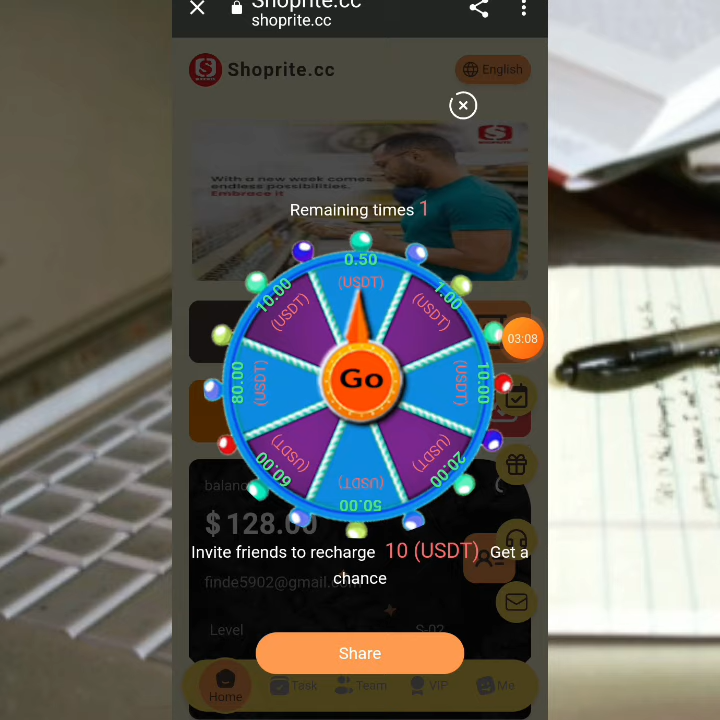 Shoprite.cc
shoprite.cc
Shoprite.cc
English
With a new week comes
endless possibilities.
Embrace it
Remaining times 1
0.50
(USDT)
1.00
(USDT)
10.00
(USDT)
20.00
(USDT)
50.00
(USDT)
60.00
(USDT)
80.00
(USDT)
10.00
(USDT)
Go
03:08
$128.00
Invite friends to recharge 10 (USDT) Get a
chance
Level
Share
Home
Task
Team
VIP
Me